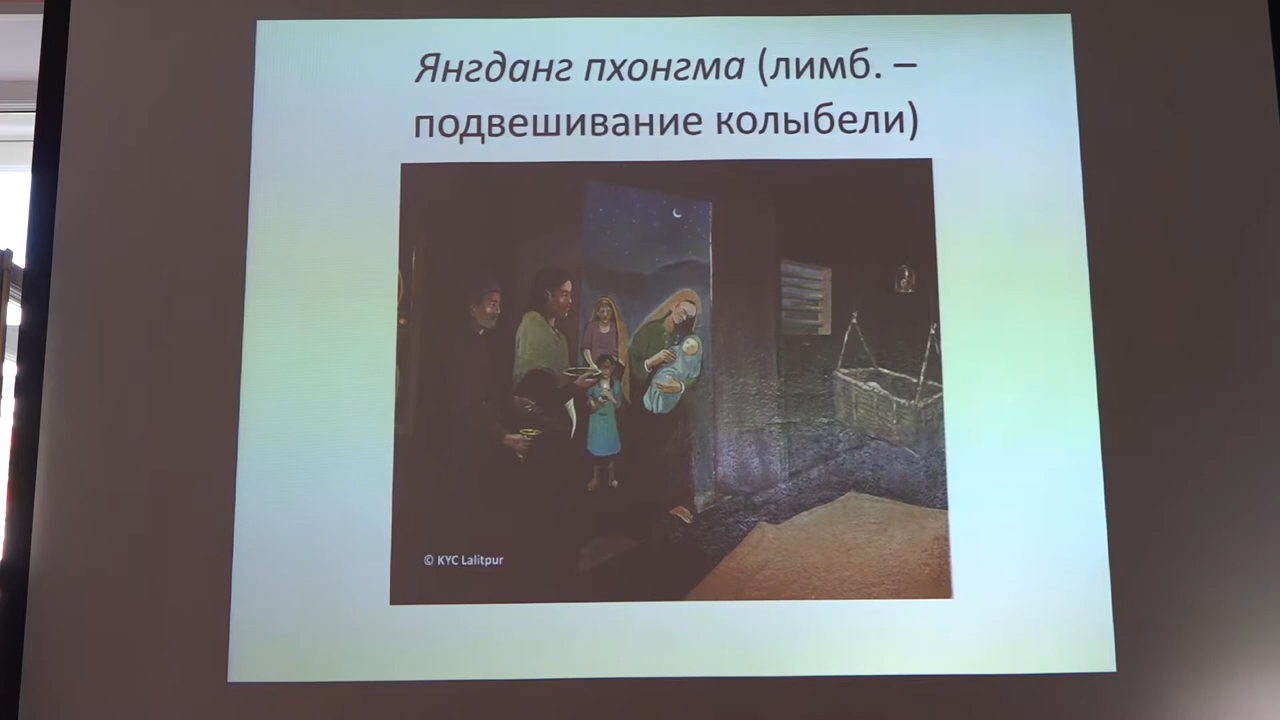 Янгданг пхонгма (лимб. –
подвешивание колыбели)
© KYC Lalitpur